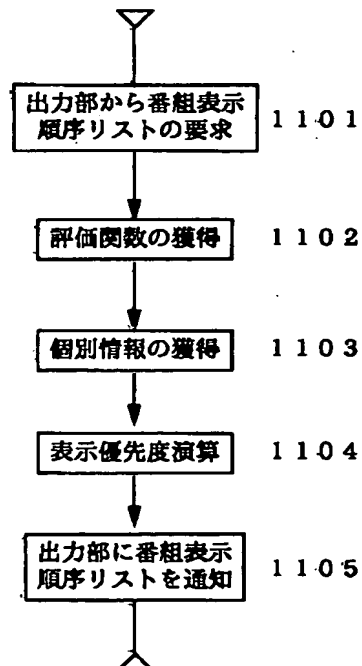 出力部から番組表示
順序リストの要求 1101
評価関数の獲得 1102
個別情報の獲得 1103
表示優先度演算 1104
出力部に番組表示
順序リストを通知 1105